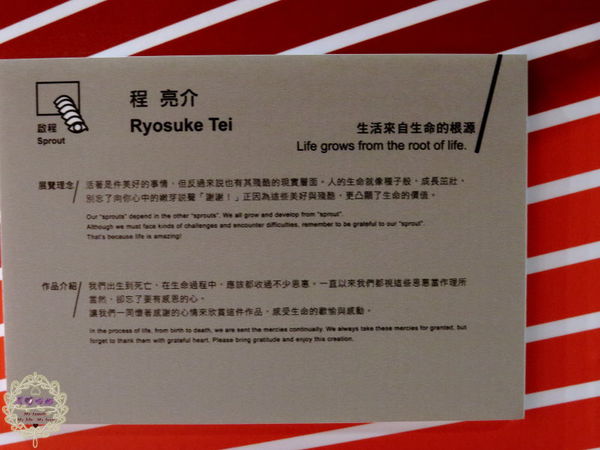 啟程
Sprout
程 亮介
Ryosuke Tei
生活來自生命的根源
Life grows from the root of life.
展覽理念 活著是件美好的事情，但反過來說也有其殘酷的現實層面。人的生命就像種子般，成長茁壯，
別忘了向你心中的嫩芽説聲「謝謝！」正因為這些美好與殘酷，更凸顯了生命的價值。
Our "sprouts" depend in the other "sprouts". We all grow and develop from "sprout".
Although we must face kinds of challenges and encounter difficulties, remember to be grateful to our "sprout".
That's because life is amazing!
作品介紹 我們出生到死亡，在生命過程中，應該都收過不少恩惠。一直以來我們都視這些恩惠當作理所
當然，卻忘了要有感恩的心。
讓我們一同懷著感謝的心情來欣賞這件作品，感受生命的歡愉與感動。
In the process of life, from birth to death, we are sent the mercies continually. We always take these mercies for granted, but
forget to thank them with grateful heart. Please bring gratitude and enjoy this creation.